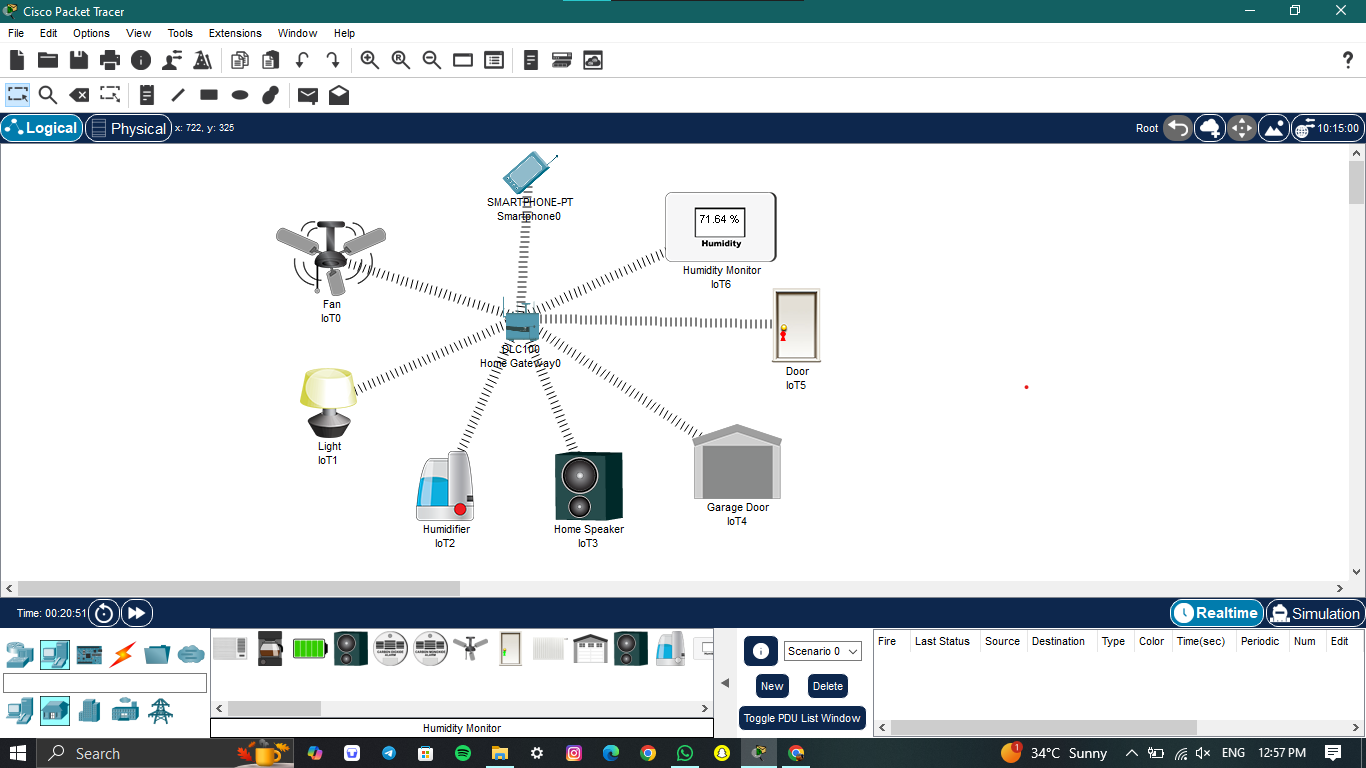 Cisco Packet Tracer
File Edit Options View Tools Extensions Window Help
Logical Physical x: 722, y: 325 Root 10:15:00
SMARTPHONE-PT
Smartphone0
71.64 %
Humidity
Humidity Monitor
IoT6
Fan
IoT0
DLC100
Home Gateway0
Door
IoT5
Light
IoT1
Garage Door
IoT4
Humidifier
IoT2
Home Speaker
IoT3
Time: 00:20:51 Realtime Simulation
Scenario 0
New Delete
Toggle PDU List Window
Fire Last Status Source Destination Type Color Time(sec) Periodic Num Edit
Humidity Monitor
Search 1 34°C Sunny ENG 12:57 PM